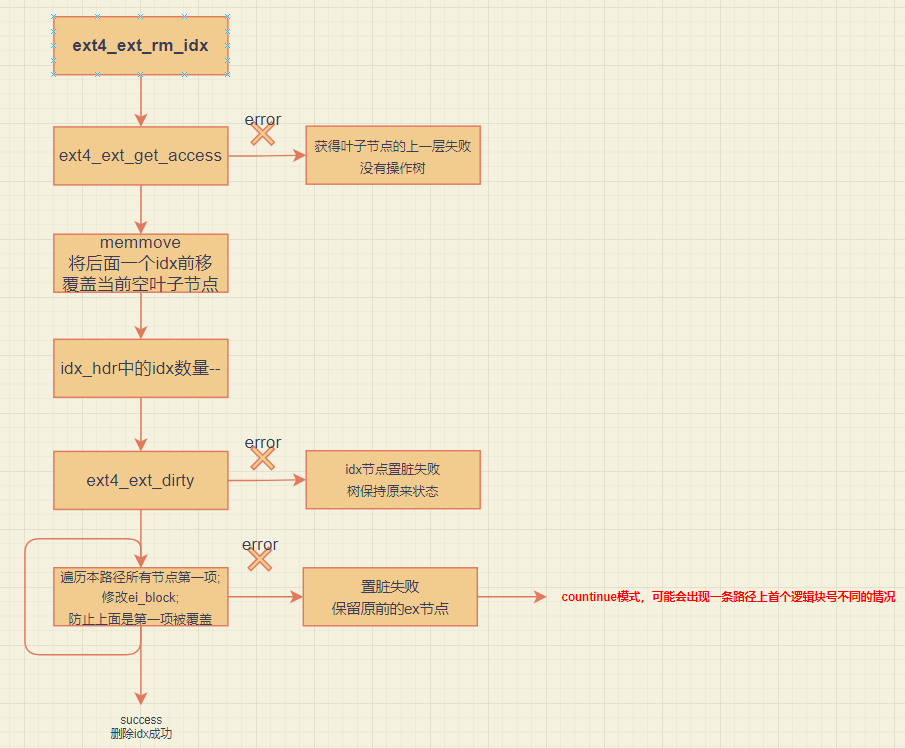 ext4_ext_rm_idx
error
ext4_ext_get_access
获得叶子节点的上一层失败
没有操作树
memmove
将后面一个idx前移
覆盖当前空叶子节点
idx_hdr中的idx数量--
error
ext4_ext_dirty
idx节点置脏失败
树保持原来状态
error
遍历本路径所有节点第一项;
修改ei_block;
防止上面是第一项被覆盖
置脏失败
保留原前的ex节点
countinue模式，可能会出现一条路径上首个逻辑块号不同的情况
success
删除idx成功